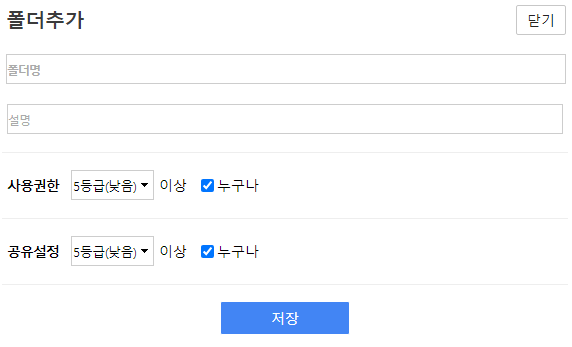 폴더추가 닫기
폴더명
설명
사용권한 5등급(낮음) 이상 누구나
공유설정 5등급(낮음) 이상 누구나
저장